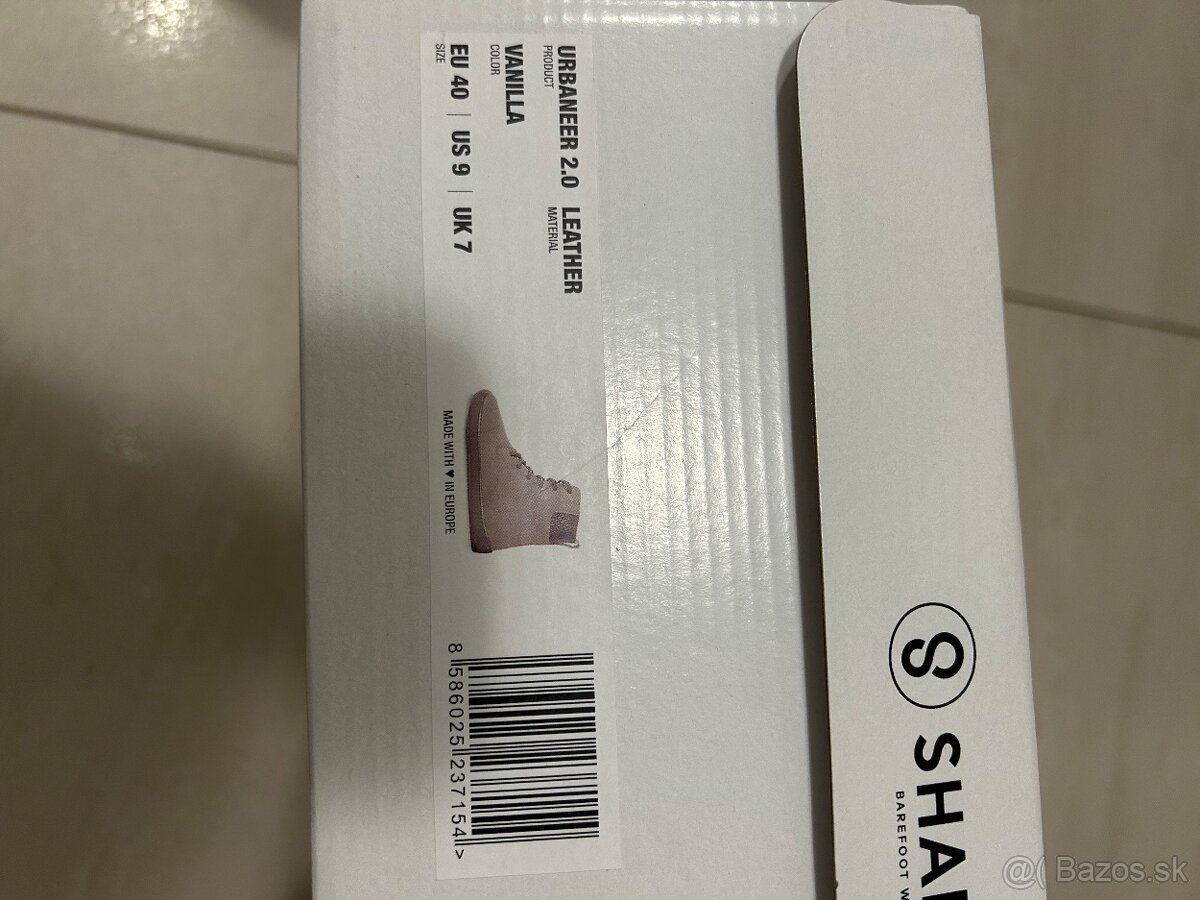 URBANEER 2.0 LEATHER
PRODUCT MATERIAL
VANILLA
COLOR
EU 40 | US 9 | UK 7
SIZE
MADE WITH ♥ IN EUROPE
8 586025 237154 >
S
SHA
BAREFOOT W
@( Bazos.sk